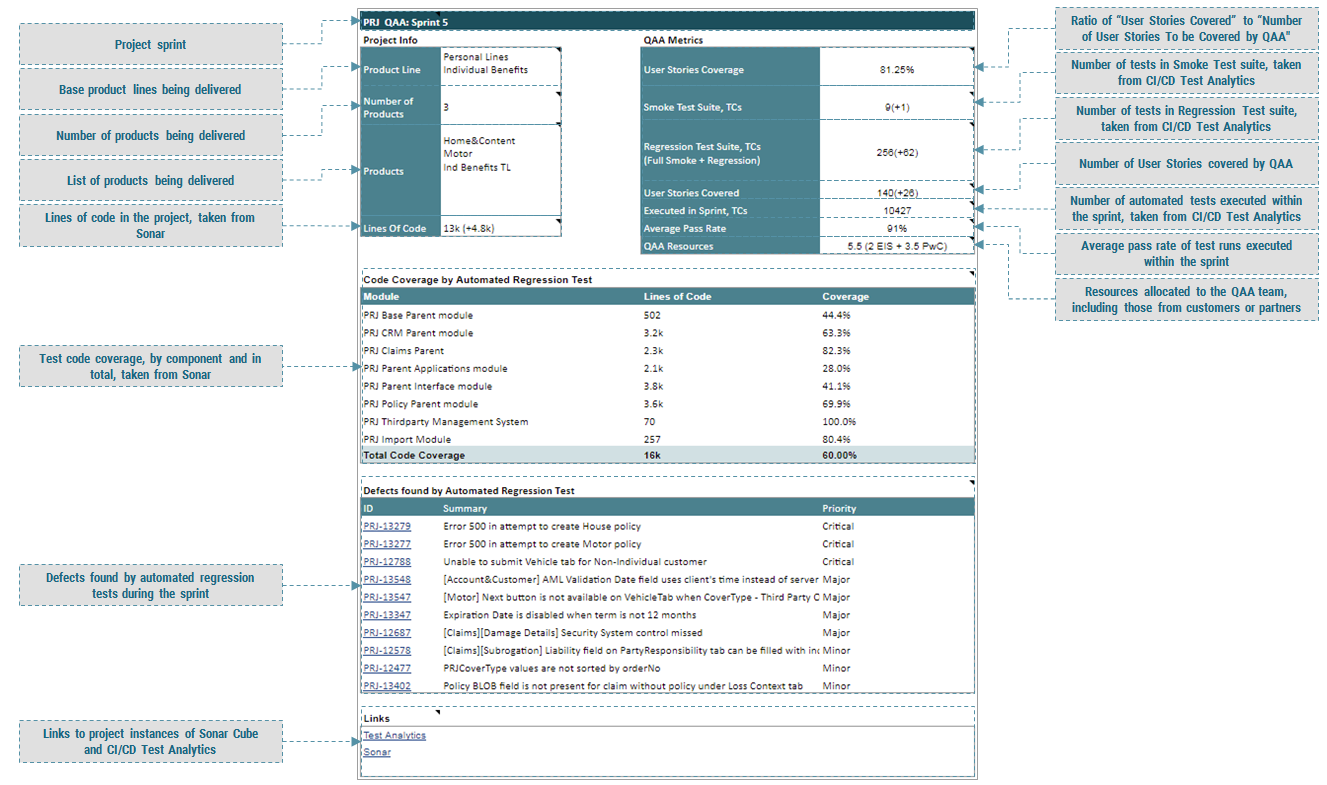 Project sprint
Base product lines being delivered
Number of products being delivered
List of products being delivered
Lines of code in the project, taken from
Sonar
Test code coverage, by component and in
total, taken from Sonar
Defects found by automated regression
tests during the sprint
Links to project instances of Sonar Cube
and CI/CD Test Analytics
PRJ QAA: Sprint 5
Project Info
Product Line
Personal Lines
Individual Benefits
Number of
Products
3
Products
Home&Content
Motor
Ind Benefits TL
Lines Of Code 13k (+4.8k)
QAA Metrics
User Stories Coverage 81.25%
Smoke Test Suite, TCs 9(+1)
Regression Test Suite, TCs
(Full Smoke + Regression)
256(+62)
User Stories Covered 140(+26)
Executed in Sprint, TCs 10427
Average Pass Rate 91%
QAA Resources 5.5 (2 EIS + 3.5 PwC)
Code Coverage by Automated Regression Test
Module Lines of Code Coverage
PRJ Base Parent module 502 44.4%
PRJ CRM Parent module 3.2k 63.3%
PRJ Claims Parent 2.3k 82.3%
PRJ Parent Applications module 2.1k 28.0%
PRJ Parent Interface module 3.8k 41.1%
PRJ Policy Parent module 3.6k 69.9%
PRJ Thirdparty Management System 70 100.0%
PRJ Import Module 257 80.4%
Total Code Coverage 16k 60.00%
Defects found by Automated Regression Test
ID Summary Priority
PRJ-13279 Error 500 in attempt to create House policy Critical
PRJ-13277 Error 500 in attempt to create Motor policy Critical
PRJ-12788 Unable to submit Vehicle tab for Non-Individual customer Critical
PRJ-13548 [Account&Customer] AML Validation Date field uses client's time instead of server Major
PRJ-13547 [Motor] Next button is not available on VehicleTab when CoverType - Third Party C Major
PRJ-13347 Expiration Date is disabled when term is not 12 months Major
PRJ-12687 [Claims][Damage Details] Security System control missed Major
PRJ-12578 [Claims][Subrogation] Liability field on PartyResponsibility tab can be filled with inc Minor
PRJ-12477 PRJCoverType values are not sorted by orderNo Minor
PRJ-13402 Policy BLOB field is not present for claim without policy under Loss Context tab Minor
Links
Test Analytics
Sonar
Ratio of “User Stories Covered” to “Number
of User Stories To be Covered by QAA"
Number of tests in Smoke Test suite, taken
from CI/CD Test Analytics
Number of tests in Regression Test suite,
taken from CI/CD Test Analytics
Number of User Stories covered by QAA
Number of automated tests executed within
the sprint, taken from CI/CD Test Analytics
Average pass rate of test runs executed
within the sprint
Resources allocated to the QAA team,
including those from customers or partners